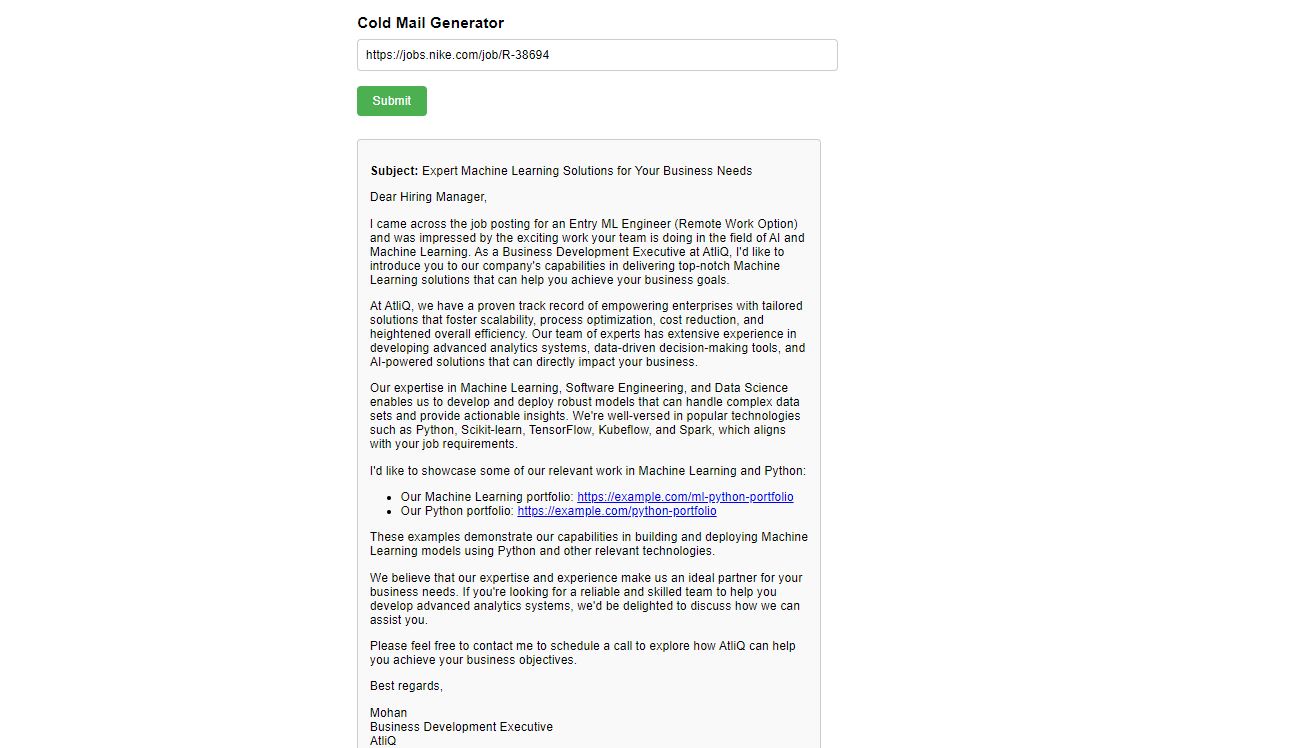 Cold Mail Generator
https://jobs.nike.com/job/R-38694
Submit
Subject: Expert Machine Learning Solutions for Your Business Needs
Dear Hiring Manager,
I came across the job posting for an Entry ML Engineer (Remote Work Option)
and was impressed by the exciting work your team is doing in the field of AI and
Machine Learning. As a Business Development Executive at AtliQ, I'd like to
introduce you to our company's capabilities in delivering top-notch Machine
Learning solutions that can help you achieve your business goals.
At AtliQ, we have a proven track record of empowering enterprises with tailored
solutions that foster scalability, process optimization, cost reduction, and
heightened overall efficiency. Our team of experts has extensive experience in
developing advanced analytics systems, data-driven decision-making tools, and
AI-powered solutions that can directly impact your business.
Our expertise in Machine Learning, Software Engineering, and Data Science
enables us to develop and deploy robust models that can handle complex data
sets and provide actionable insights. We're well-versed in popular technologies
such as Python, Scikit-learn, TensorFlow, Kubeflow, and Spark, which aligns
with your job requirements.
I'd like to showcase some of our relevant work in Machine Learning and Python:
• Our Machine Learning portfolio: https://example.com/ml-python-portfolio
• Our Python portfolio: https://example.com/python-portfolio
These examples demonstrate our capabilities in building and deploying Machine
Learning models using Python and other relevant technologies.
We believe that our expertise and experience make us an ideal partner for your
business needs. If you're looking for a reliable and skilled team to help you
develop advanced analytics systems, we'd be delighted to discuss how we can
assist you.
Please feel free to contact me to schedule a call to explore how AtliQ can help
you achieve your business objectives.
Best regards,
Mohan
Business Development Executive
AtliQ